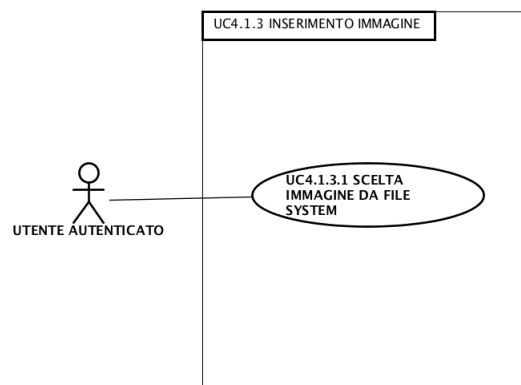 UC4.1.3 INSERIMENTO IMMAGINE
UC4.1.3.1 SCELTA
IMMAGINE DA FILE
SYSTEM
UTENTE AUTENTICATO